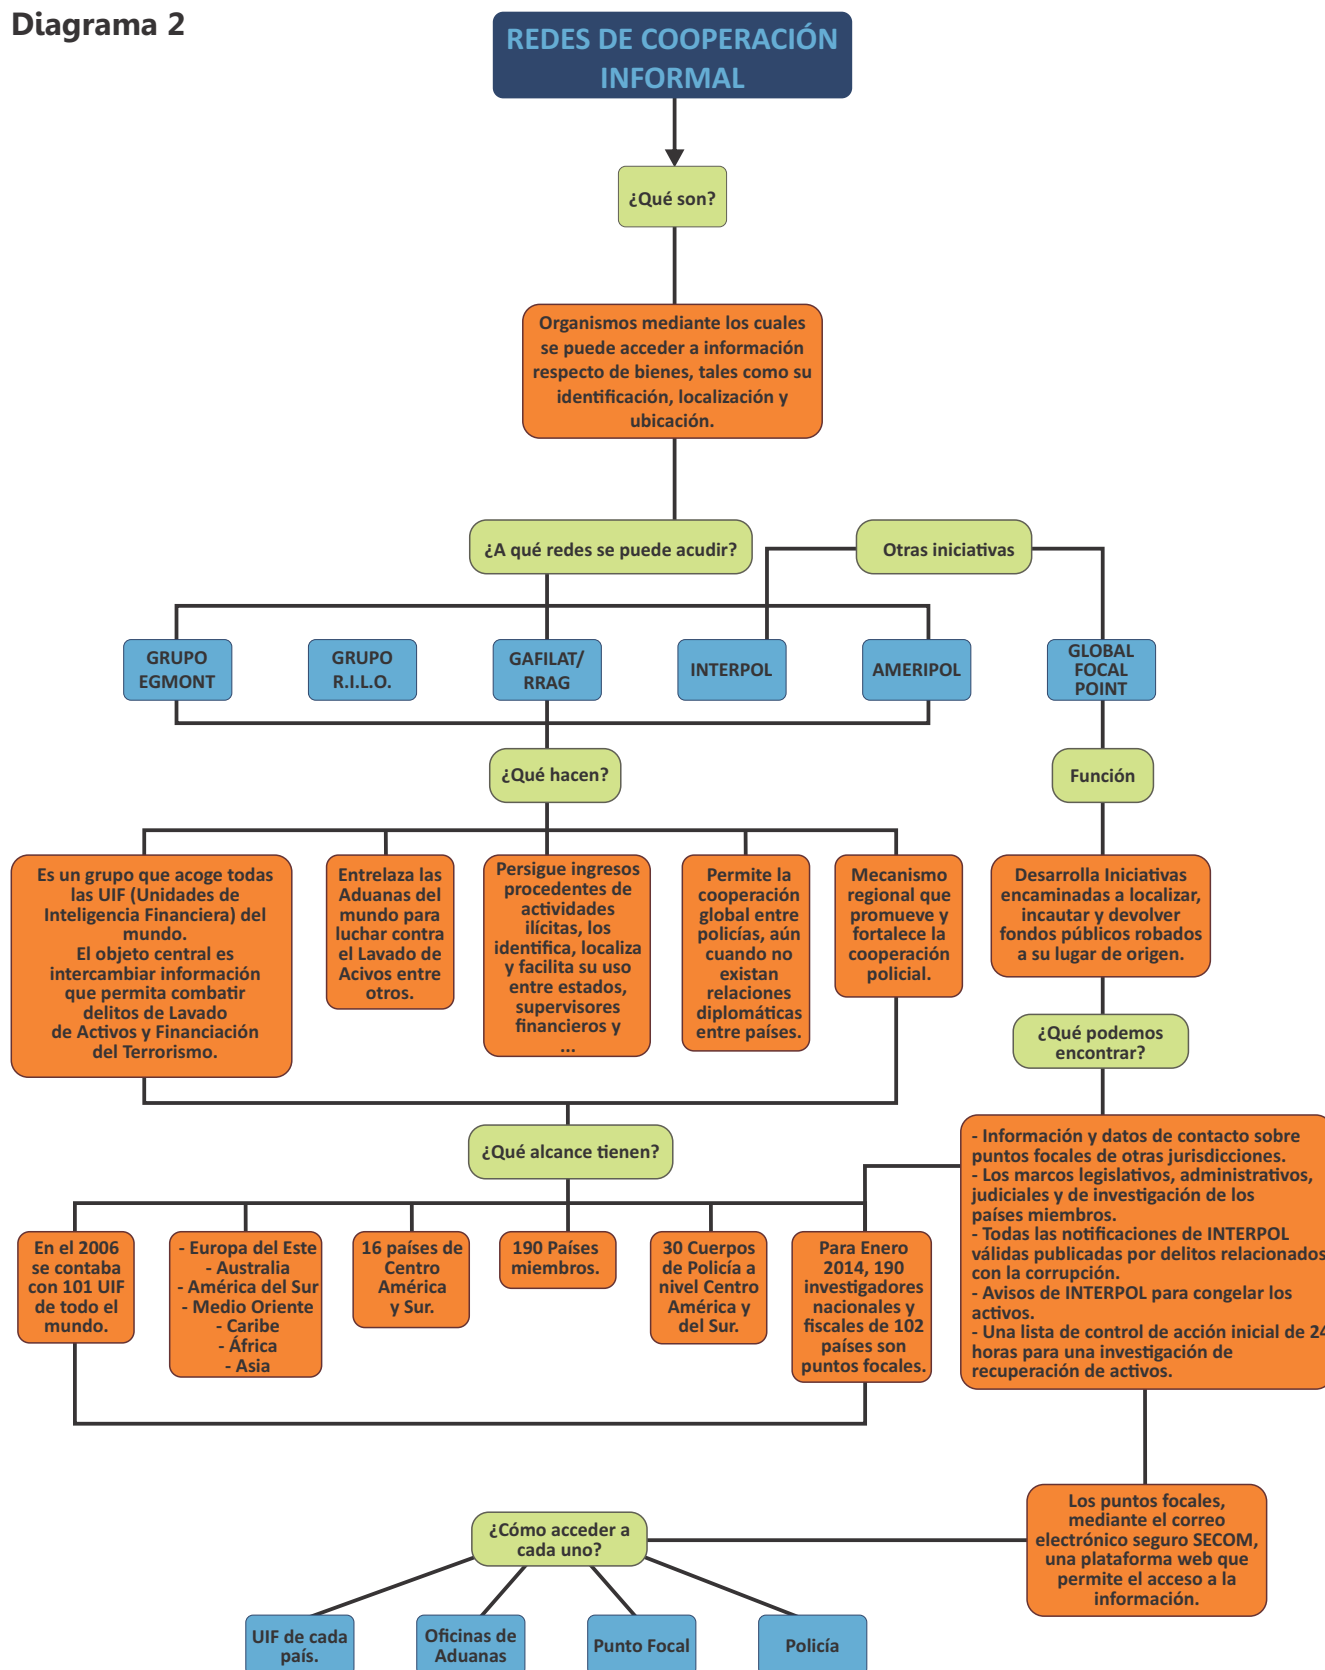 Diagrama 2
REDES DE COOPERACIÓN
INFORMAL
¿Qué son?
Organismos mediante los cuales
se puede acceder a información
respecto de bienes, tales como su
identificación, localización y
ubicación.
¿A qué redes se puede acudir?
Otras iniciativas
GRUPO
EGMONT
GRUPO
R.I.L.O.
GAFILAT/
RRAG
INTERPOL
AMERIPOL
GLOBAL
FOCAL
POINT
¿Qué hacen?
Función
Es un grupo que acoge todas
las UIF (Unidades de
Inteligencia Financiera) del
mundo.
El objeto central es
intercambiar información
que permita combatir
delitos de Lavado
de Activos y Financiación
del Terrorismo.
Entrelaza las
Aduanas del
mundo para
luchar contra
el Lavado de
Acivos entre
otros.
Persigue ingresos
procedentes de
actividades
ilícitas, los
identifica, localiza
y facilita su uso
entre estados,
supervisores
financieros y
...
Permite la
cooperación
global entre
policías, aún
cuando no
existan
relaciones
diplomáticas
entre países.
Mecanismo
regional que
promueve y
fortalece la
cooperación
policial.
Desarrolla Iniciativas
encaminadas a localizar,
incautar y devolver
fondos públicos robados
a su lugar de origen.
¿Qué podemos
encontrar?
¿Qué alcance tienen?
- Información y datos de contacto sobre
puntos focales de otras jurisdicciones.
- Los marcos legislativos, administrativos,
judiciales y de investigación de los
países miembros.
- Todas las notificaciones de INTERPOL
válidas publicadas por delitos relacionados
con la corrupción.
- Avisos de INTERPOL para congelar los
activos.
- Una lista de control de acción inicial de 24
horas para una investigación de
recuperación de activos.
En el 2006
se contaba
con 101 UIF
de todo el
mundo.
- Europa del Este
- Australia
- América del Sur
- Medio Oriente
- Caribe
- África
- Asia
16 países de
Centro
América
y Sur.
190 Países
miembros.
30 Cuerpos
de Policía a
nivel Centro
América y
del Sur.
Para Enero
2014, 190
investigadores
nacionales y
fiscales de 102
países son
puntos focales.
Los puntos focales,
mediante el correo
electrónico seguro SECOM,
una plataforma web que
permite el acceso a la
información.
¿Cómo acceder a
cada uno?
UIF de cada
país.
Oficinas de
Aduanas
Punto Focal
Policía